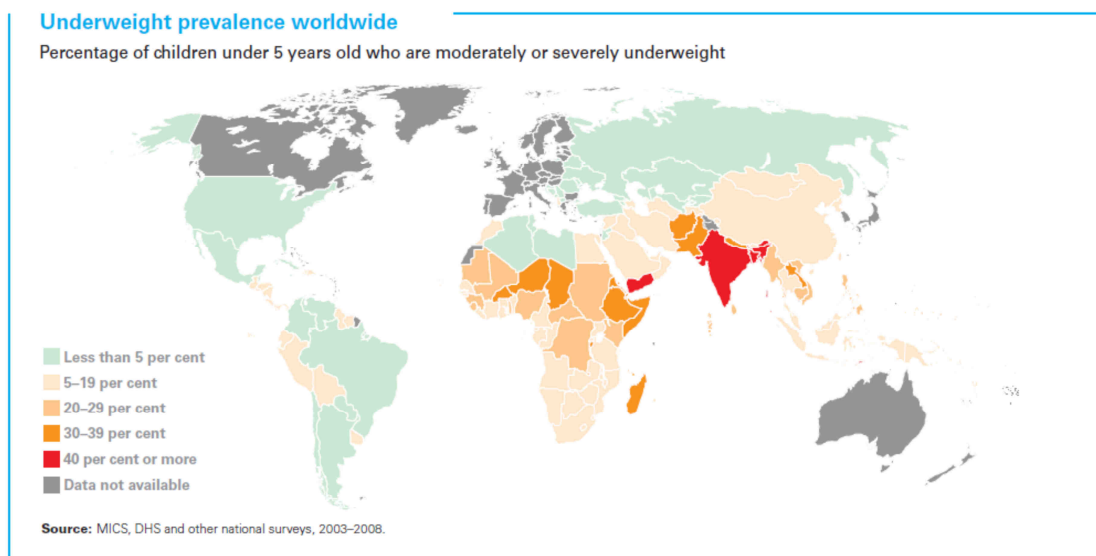 Underweight prevalence worldwide
Percentage of children under 5 years old who are moderately or severely underweight
Less than 5 per cent
5–19 per cent
20–29 per cent
30–39 per cent
40 per cent or more
Data not available
Source: MICS, DHS and other national surveys, 2003–2008.